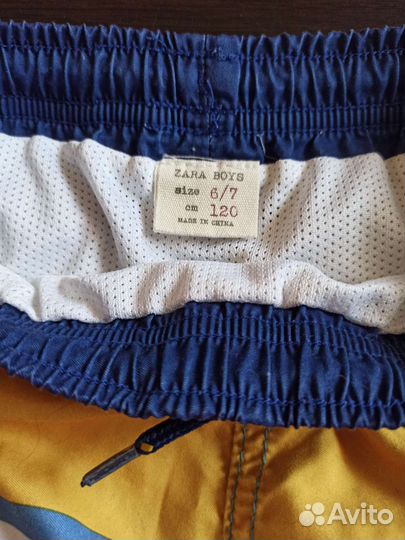 ZARA BOYS
size 6/7
cm 120
MADE IN CHINA
Avito